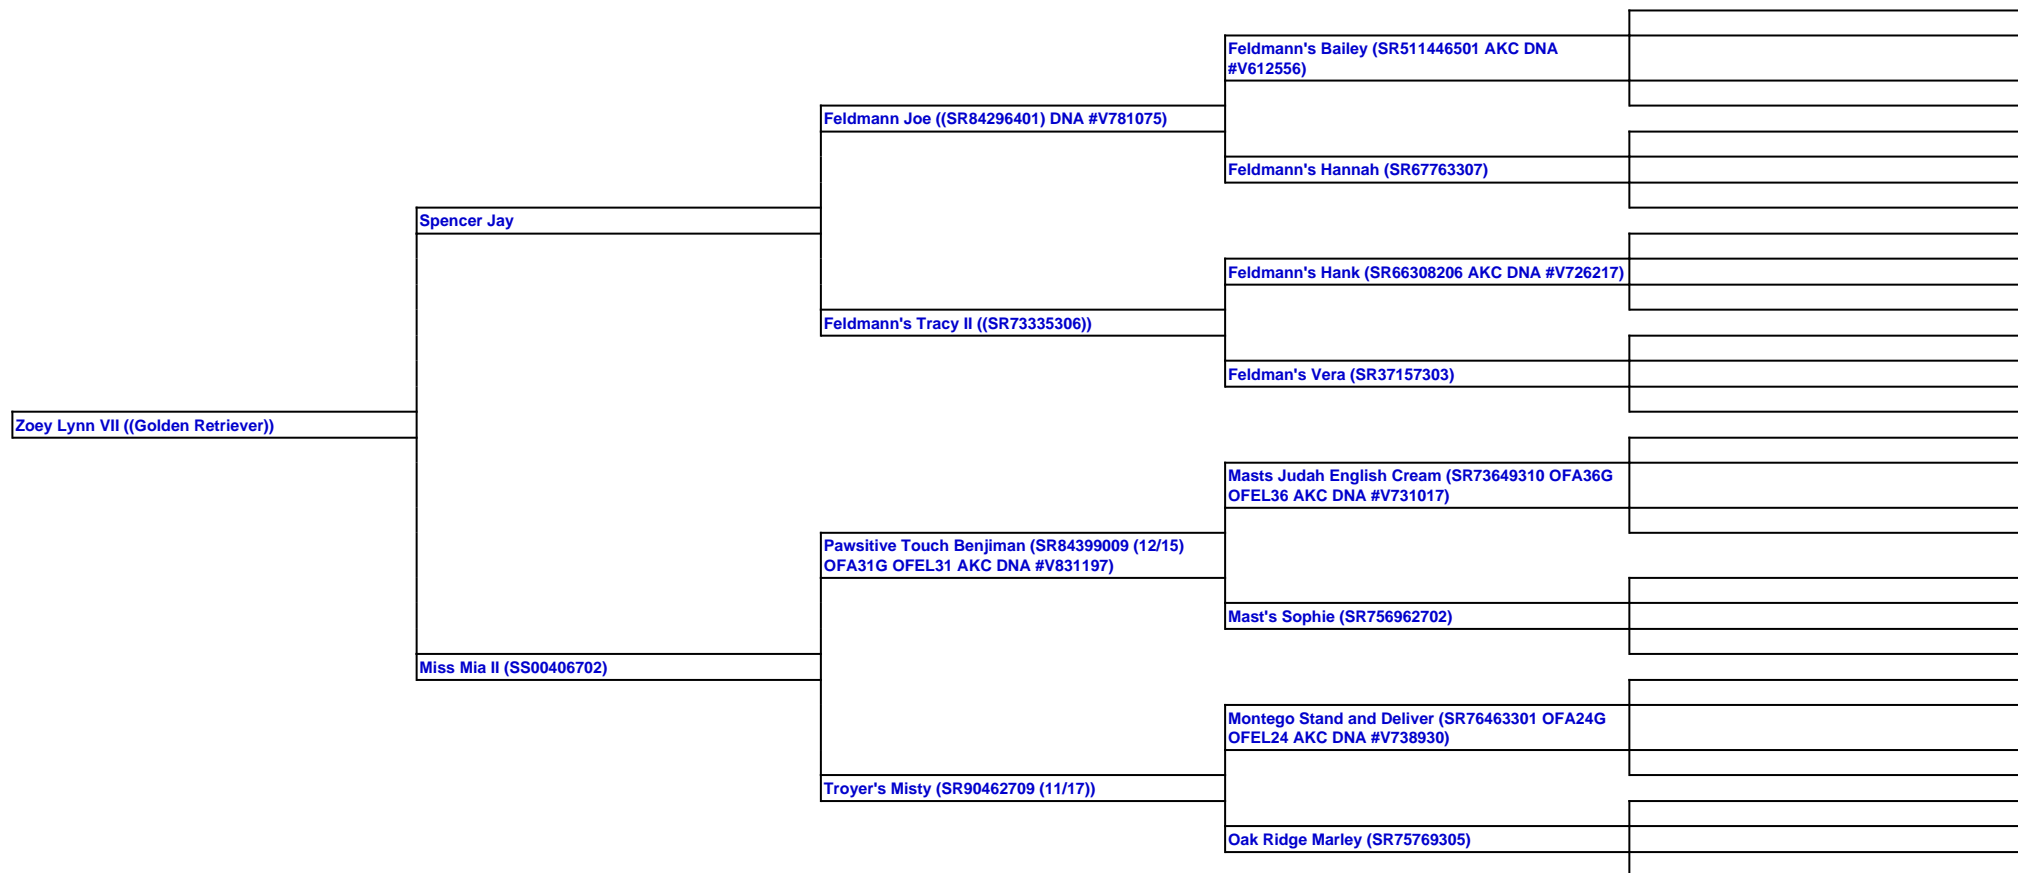 Feldmann's Bailey (SR511446501 AKC DNA
#V612556)
Feldmann Joe ((SR84296401) DNA #V781075)
Feldmann's Hannah (SR67763307)
Spencer Jay
Feldmann's Hank (SR66308206 AKC DNA #V726217)
Feldmann's Tracy II ((SR73335306))
Feldman's Vera (SR37157303)
Zoey Lynn VII ((Golden Retriever))
Masts Judah English Cream (SR73649310 OFA36G
OFEL36 AKC DNA #V731017)
Pawsitive Touch Benjiman (SR84399009 (12/15)
OFA31G OFEL31 AKC DNA #V831197)
Mast's Sophie (SR756962702)
Miss Mia II (SS00406702)
Montego Stand and Deliver (SR76463301 OFA24G
OFEL24 AKC DNA #V738930)
Troyer's Misty (SR90462709 (11/17))
Oak Ridge Marley (SR75769305)